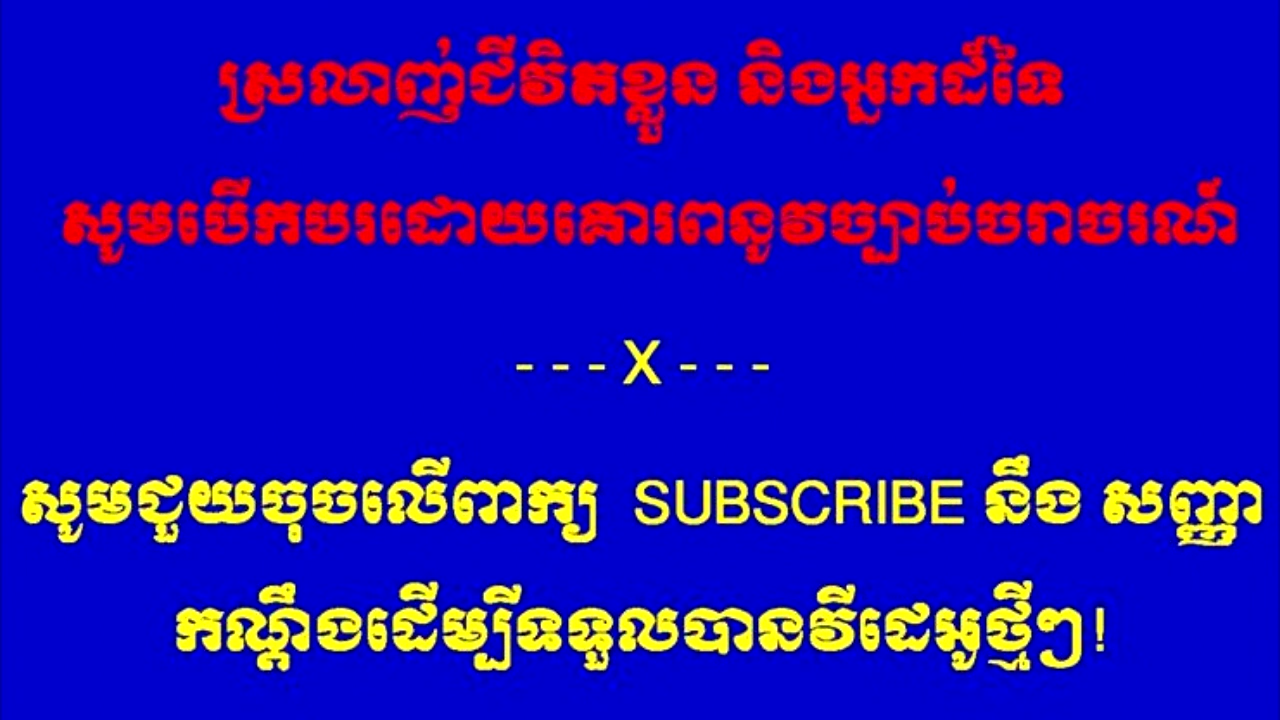 ស្រលាញ់ជីវិតខ្លួន និងអ្នកដ៏ទៃ
សូមបើកបរដោយគោរពនូវច្បាប់ចរាចរណ៍
- - - X - - -
សូមជួយចុចលើពាក្យ SUBSCRIBE នឹង សញ្ញា
កណ្ដឹងដើម្បីទទួលបានវីដេអូថ្មីៗ!